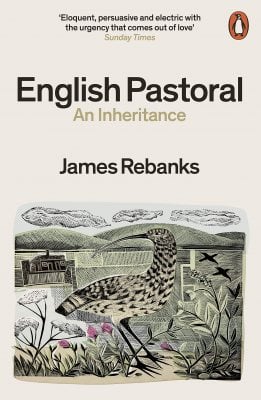 ‘Eloquent, persuasive and electric with
the urgency that comes out of love’
Sunday Times
English Pastoral
An Inheritance
James Rebanks